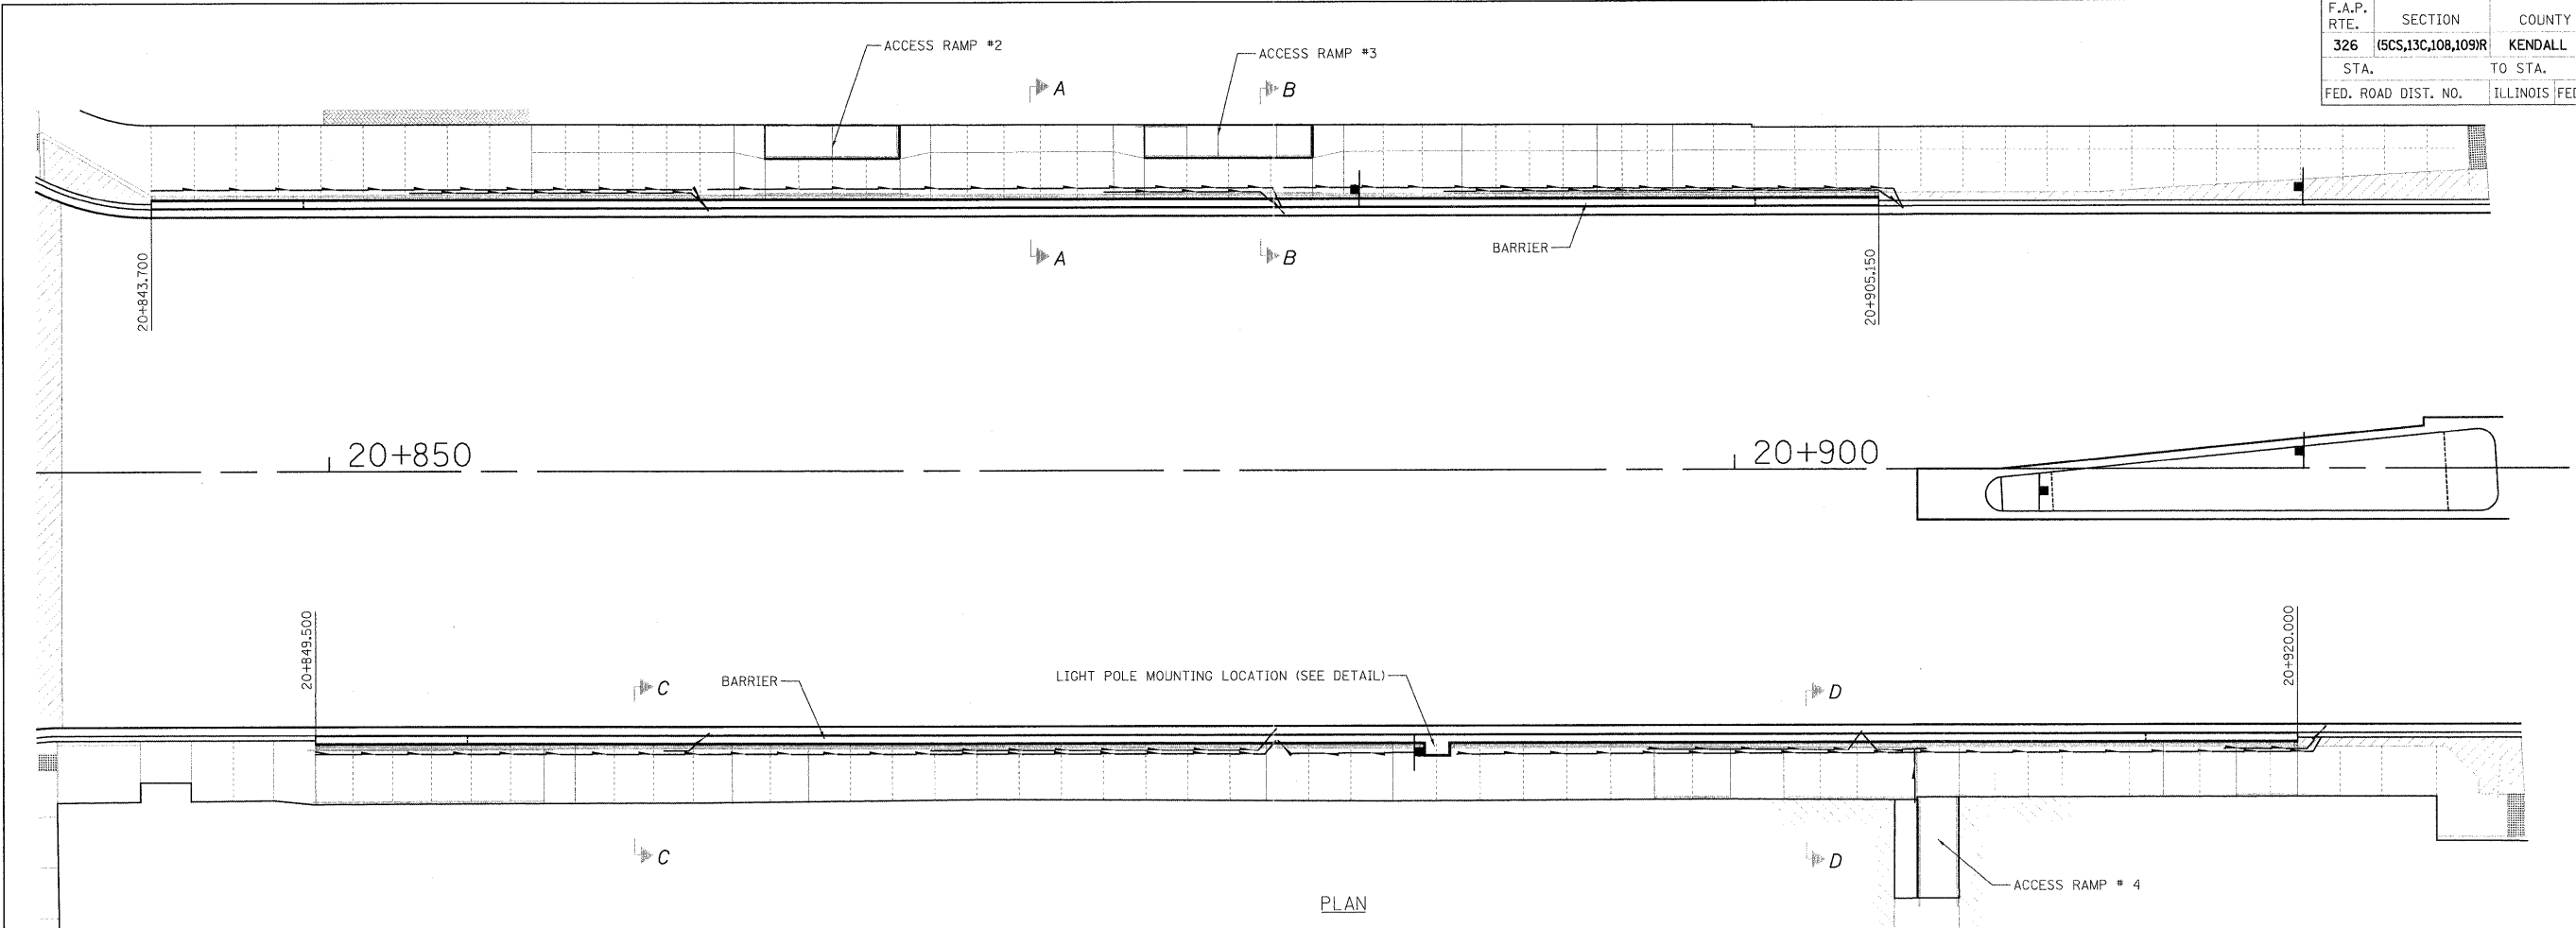 F.A.P. RTE. SECTION COUNTY
326 (5CS,13C,108,109)R KENDALL
STA. TO STA.
FED. ROAD DIST. NO. ILLINOIS
ACCESS RAMP #2
ACCESS RAMP #3
A
B
A
B
BARRIER
20+843.700
20+905.150
20+850
20+900
20+849.500
20+920.000
C
BARRIER
LIGHT POLE MOUNTING LOCATION (SEE DETAIL)
D
C
D
ACCESS RAMP # 4
PLAN